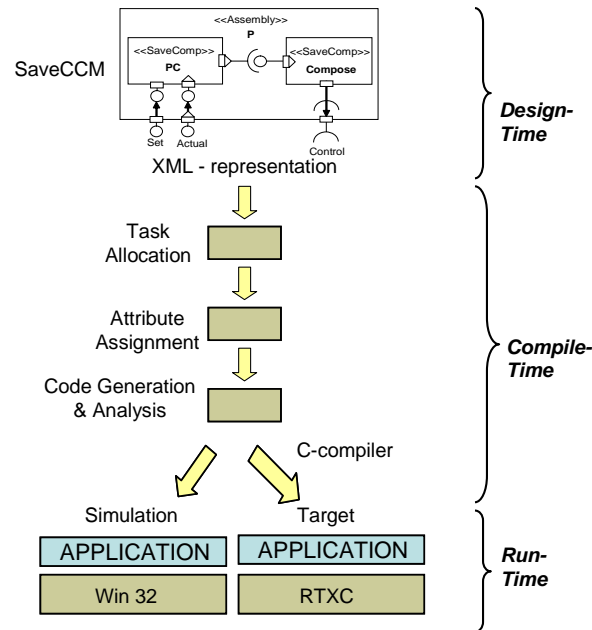 <<Assembly>>
P
<<SaveComp>>
PC
<<SaveComp>>
Compose
SaveCCM
Set
Actual
Control
XML - representation
Design-
Time
Task
Allocation
Attribute
Assignment
Code Generation
& Analysis
Compile-
Time
C-compiler
Simulation
Target
APPLICATION
APPLICATION
Win 32
RTXC
Run-
Time